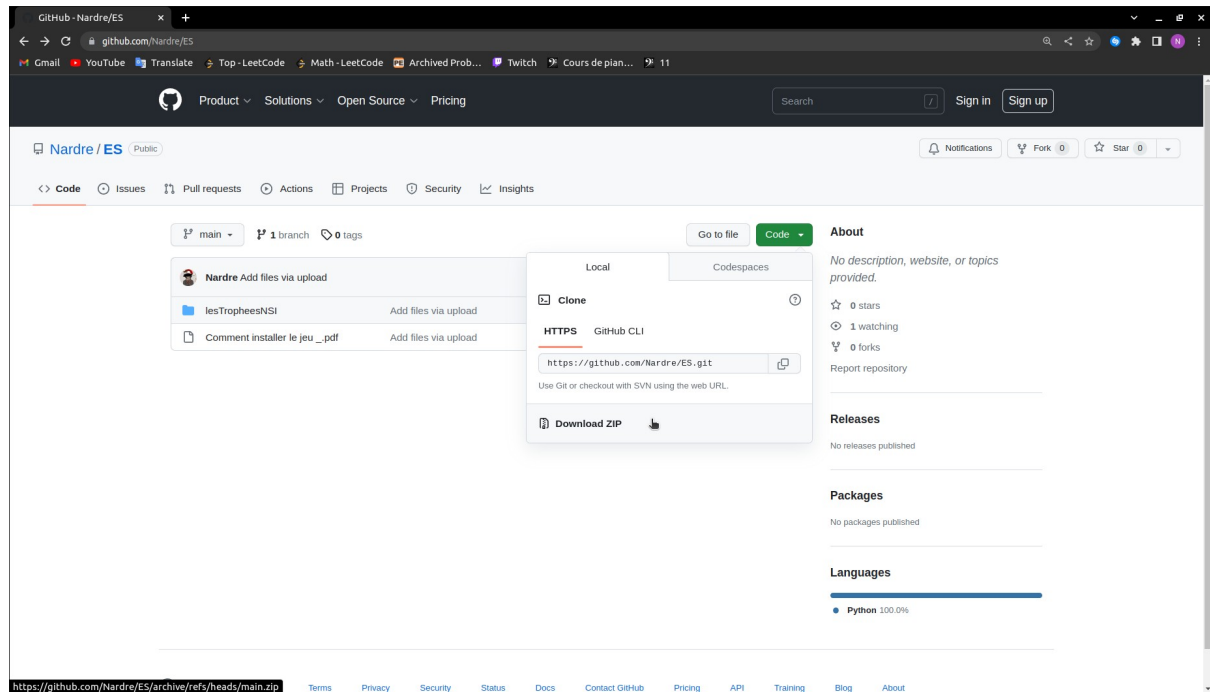 GitHub - Nardre/ES
github.com/Nardre/ES
Gmail YouTube Translate Top - LeetCode Math - LeetCode Archived Prob... Twitch Cours de pian... 11
Product Solutions Open Source Pricing Search / Sign in Sign up
Nardre / ES Public Notifications Fork 0 Star 0
Code Issues Pull requests Actions Projects Security Insights
main 1 branch 0 tags Go to file Code
Nardre Add files via upload
lesTropheesNSI Add files via upload
Comment installer le jeu _.pdf Add files via upload
Local Codespaces
Clone
HTTPS GitHub CLI
https://github.com/Nardre/ES.git
Use Git or checkout with SVN using the web URL.
Download ZIP
About
No description, website, or topics
provided.
0 stars
1 watching
0 forks
Report repository
Releases
No releases published
Packages
No packages published
Languages
Python 100.0%
https://github.com/Nardre/ES/archive/refs/heads/main.zip Terms Privacy Security Status Docs Contact GitHub Pricing API Training Blog About